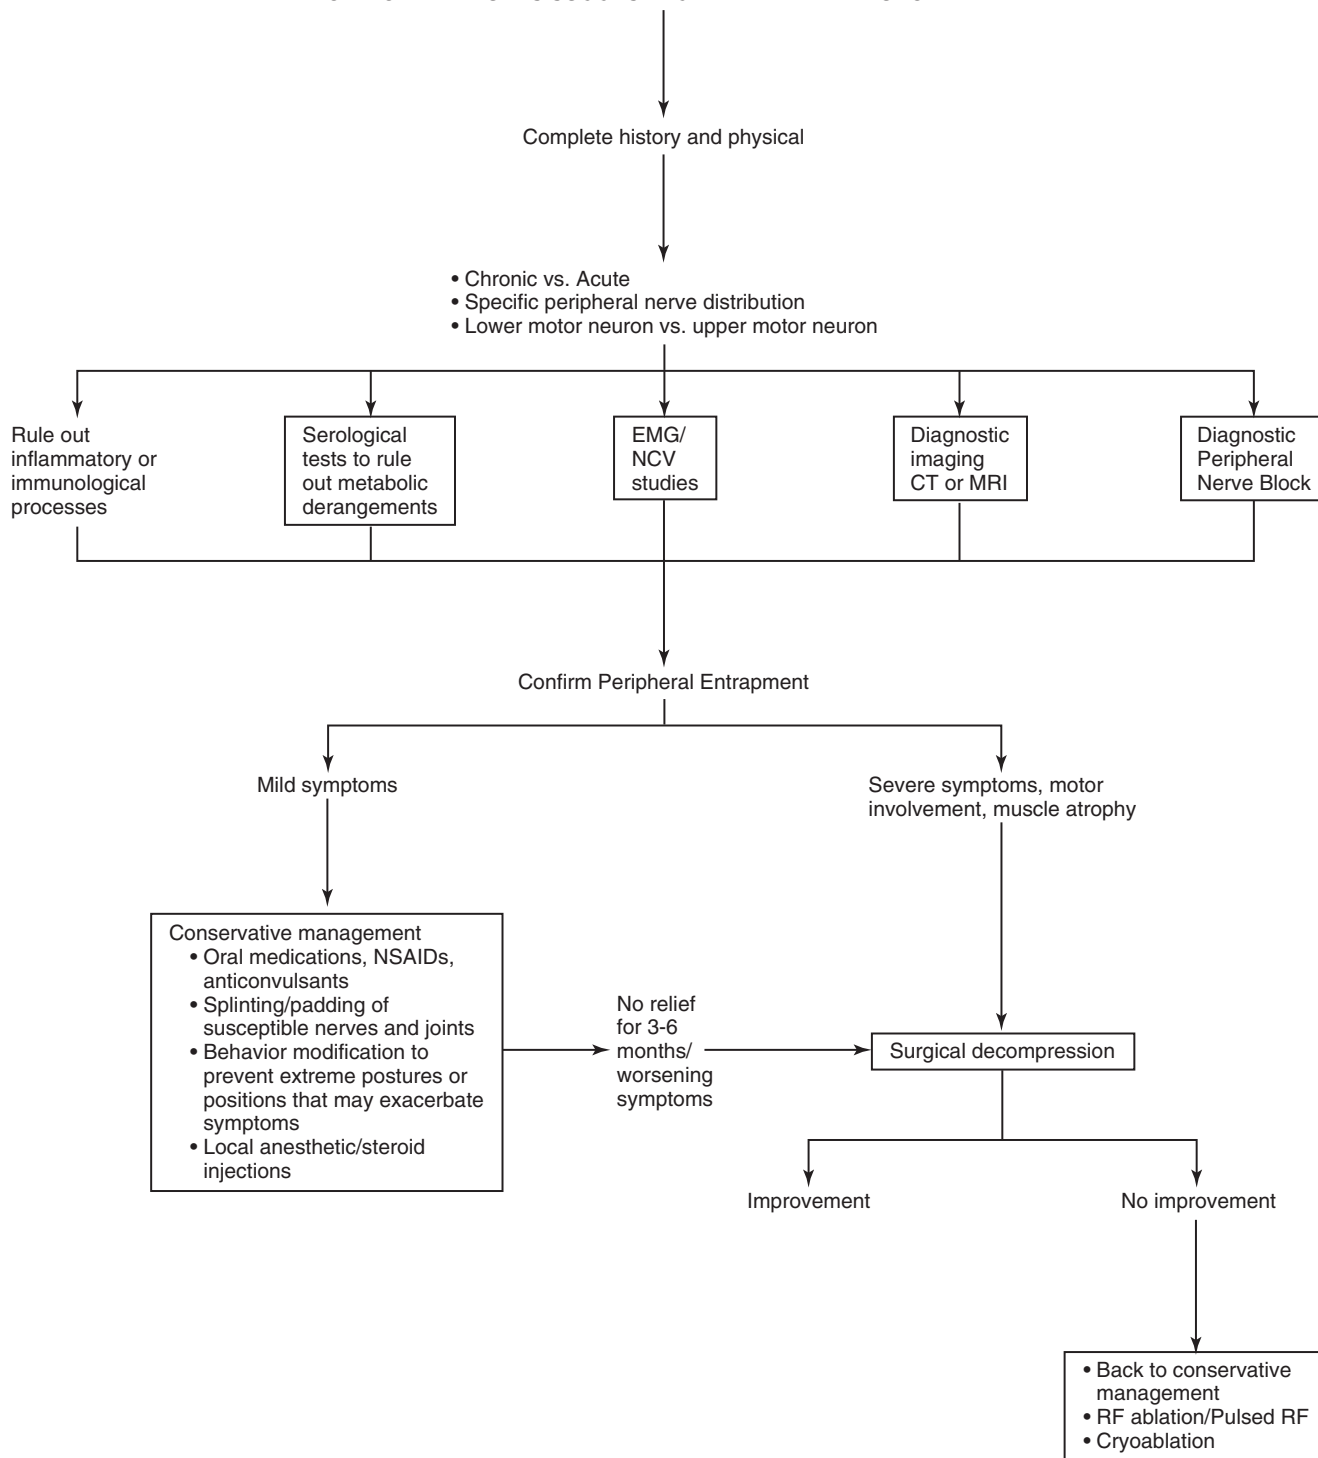 Complete history and physical
• Chronic vs. Acute
• Specific peripheral nerve distribution
• Lower motor neuron vs. upper motor neuron
Rule out
inflammatory or
immunological
processes
Serological
tests to rule
out metabolic
derangements
EMG/
NCV
studies
Diagnostic
imaging
CT or MRI
Diagnostic
Peripheral
Nerve Block
Confirm Peripheral Entrapment
Mild symptoms
Severe symptoms, motor
involvement, muscle atrophy
Conservative management
• Oral medications, NSAIDs,
anticonvulsants
• Splinting/padding of
susceptible nerves and joints
• Behavior modification to
prevent extreme postures or
positions that may exacerbate
symptoms
• Local anesthetic/steroid
injections
No relief
for 3-6
months/
worsening
symptoms
Surgical decompression
Improvement
No improvement
• Back to conservative
management
• RF ablation/Pulsed RF
• Cryoablation